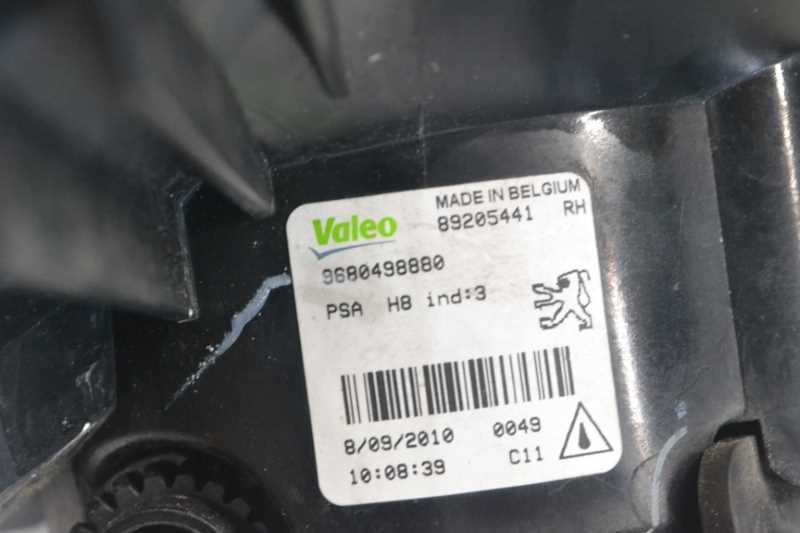 Valeo MADE IN BELGIUM
89205441 RH
9680498880
PSA H8 ind:3
8/09/2010 0049
10:08:39 C11